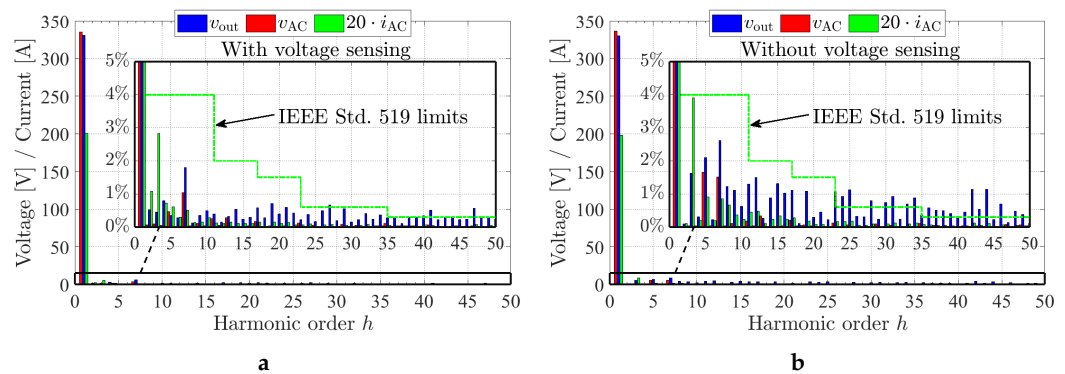 v_out v_AC 20 · i_AC
With voltage sensing
Voltage [V] / Current [A]
350
300
250
200
150
100
50
0
5%
4%
3%
2%
1%
0%
IEEE Std. 519 limits
0 5 10 15 20 25 30 35 40 45 50
0 5 10 15 20 25 30 35 40 45 50
Harmonic order h
a
v_out v_AC 20 · i_AC
Without voltage sensing
Voltage [V] / Current [A]
350
300
250
200
150
100
50
0
5%
4%
3%
2%
1%
0%
IEEE Std. 519 limits
0 5 10 15 20 25 30 35 40 45 50
0 5 10 15 20 25 30 35 40 45 50
Harmonic order h
b